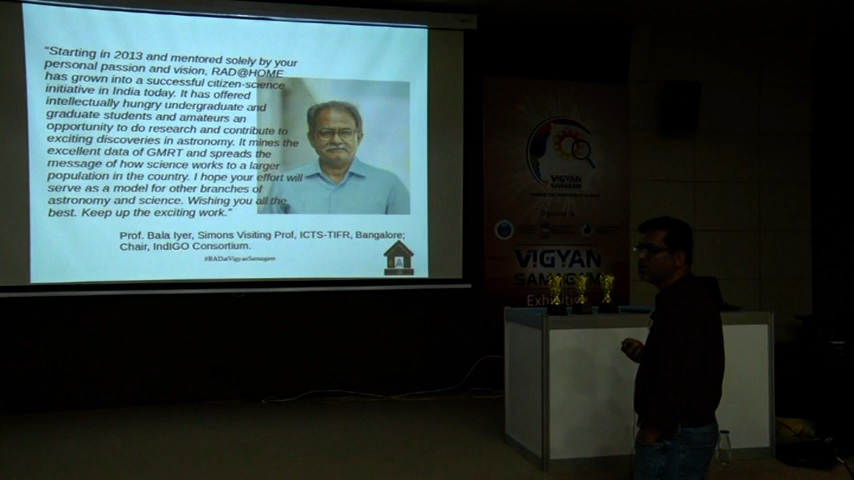 “Starting in 2013 and mentored solely by your
personal passion and vision, RAD@HOME
has grown into a successful citizen-science
initiative in India today. It has offered
intellectually hungry undergraduate and
graduate students and amateurs an
opportunity to do research and contribute to
exciting discoveries in astronomy. It mines the
excellent data of GMRT and spreads the
message of how science works to a larger
population in the country. I hope your effort will
serve as a model for other branches of
astronomy and science. Wishing you all the
best. Keep up the exciting work.”
Prof. Bala Iyer, Simons Visiting Prof, ICTS-TIFR, Bangalore;
Chair, IndIGO Consortium.
#RADatVigyanSamagam
VIGYAN
SAMAGAM
VIGYAN
SAMAGAM
Exhibition